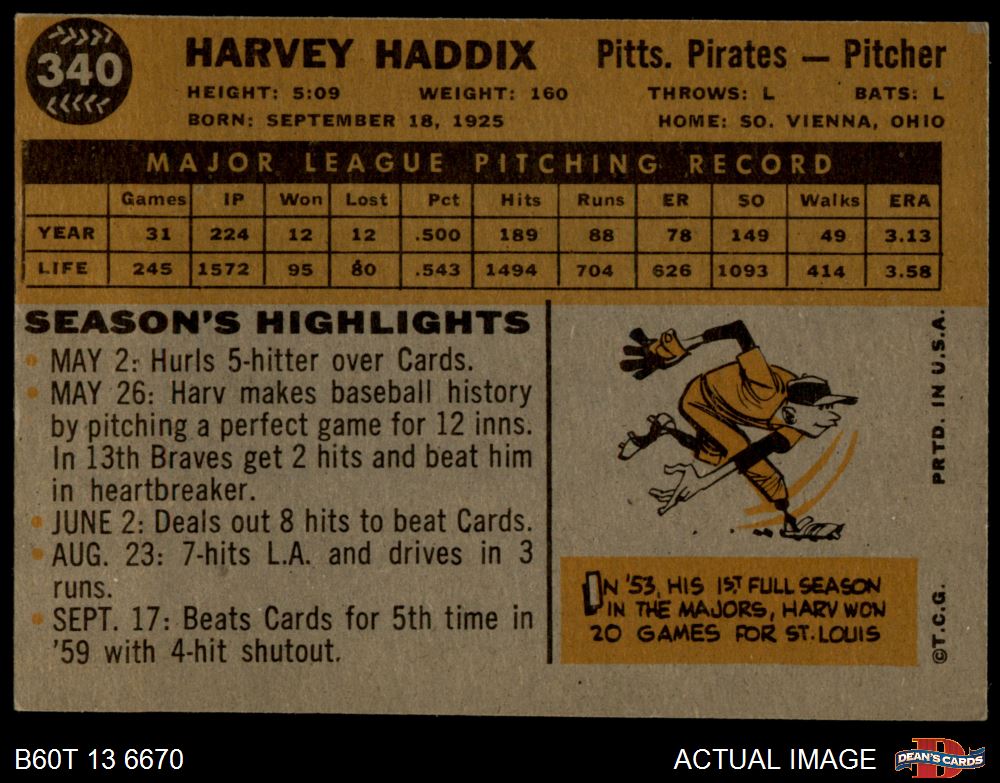 340
HARVEY HADDIX Pitts. Pirates — Pitcher
HEIGHT: 5:09 WEIGHT: 160 THROWS: L BATS: L
BORN: SEPTEMBER 18, 1925 HOME: SO. VIENNA, OHIO
MAJOR LEAGUE PITCHING RECORD
Games IP Won Lost Pct Hits Runs ER SO Walks ERA
YEAR 31 224 12 12 .500 189 88 78 149 49 3.13
LIFE 245 1572 95 80 .543 1494 704 626 1093 414 3.58
SEASON'S HIGHLIGHTS
• MAY 2: Hurls 5-hitter over Cards.
• MAY 26: Harv makes baseball history
by pitching a perfect game for 12 inns.
In 13th Braves get 2 hits and beat him
in heartbreaker.
• JUNE 2: Deals out 8 hits to beat Cards.
• AUG. 23: 7-hits L.A. and drives in 3
runs.
• SEPT. 17: Beats Cards for 5th time in
'59 with 4-hit shutout.
IN '53, HIS 1ST FULL SEASON
IN THE MAJORS, HARV WON
20 GAMES FOR ST. LOUIS
PRTD. IN U.S.A.
©T.C.G.
B60T 13 6670
ACTUAL IMAGE
D
DEAN'S CARDS